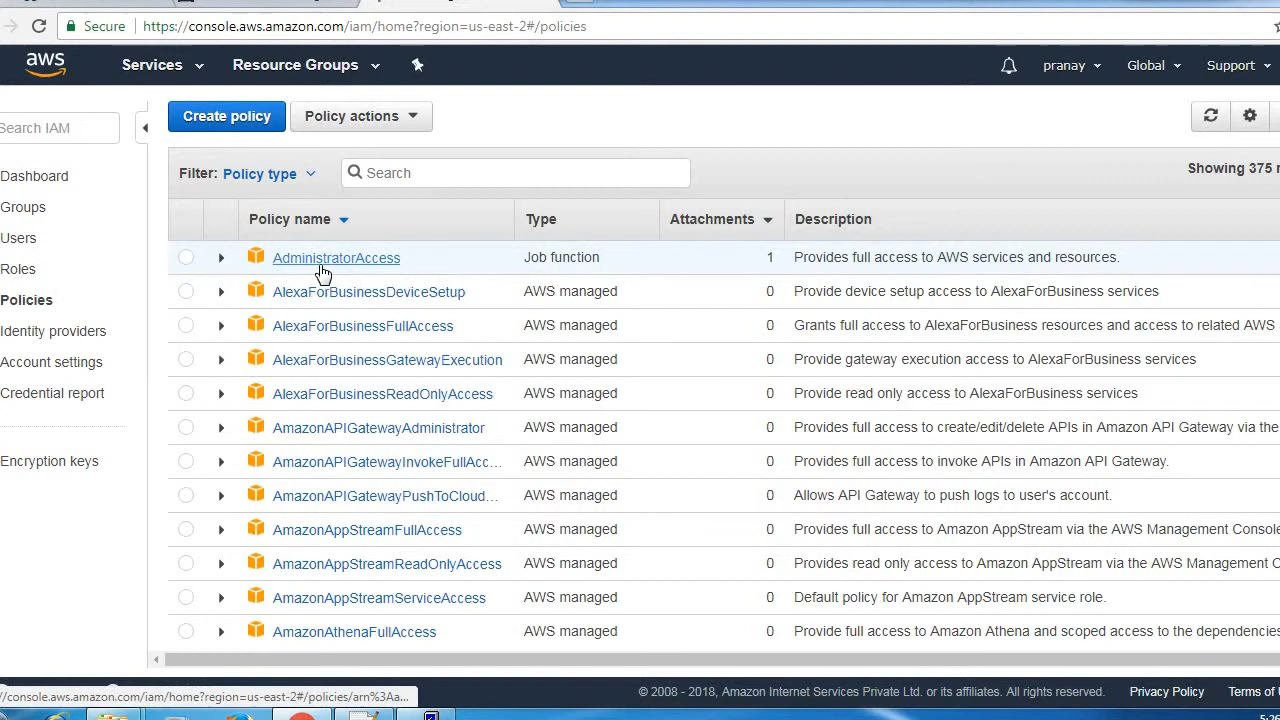 Secure https://console.aws.amazon.com/iam/home?region=us-east-2#/policies
aws Services Resource Groups pranay Global Support
Search IAM
Dashboard
Groups
Users
Roles
Policies
Identity providers
Account settings
Credential report
Encryption keys
Create policy Policy actions
Filter: Policy type Search Showing 375
Policy name Type Attachments Description
AdministratorAccess Job function 1 Provides full access to AWS services and resources.
AlexaForBusinessDeviceSetup AWS managed 0 Provide device setup access to AlexaForBusiness services
AlexaForBusinessFullAccess AWS managed 0 Grants full access to AlexaForBusiness resources and access to related AWS
AlexaForBusinessGatewayExecution AWS managed 0 Provide gateway execution access to AlexaForBusiness services
AlexaForBusinessReadOnlyAccess AWS managed 0 Provide read only access to AlexaForBusiness services
AmazonAPIGatewayAdministrator AWS managed 0 Provides full access to create/edit/delete APIs in Amazon API Gateway via the
AmazonAPIGatewayInvokeFullAcc... AWS managed 0 Provides full access to invoke APIs in Amazon API Gateway.
AmazonAPIGatewayPushToCloud... AWS managed 0 Allows API Gateway to push logs to user's account.
AmazonAppStreamFullAccess AWS managed 0 Provides full access to Amazon AppStream via the AWS Management Console
AmazonAppStreamReadOnlyAccess AWS managed 0 Provides read only access to Amazon AppStream via the AWS Management C
AmazonAppStreamServiceAccess AWS managed 0 Default policy for Amazon AppStream service role.
AmazonAthenaFullAccess AWS managed 0 Provide full access to Amazon Athena and scoped access to the dependencies
/console.aws.amazon.com/iam/home?region=us-east-2#/policies/arn%3Aa...
© 2008 - 2018, Amazon Internet Services Private Ltd. or its affiliates. All rights reserved. Privacy Policy Terms of